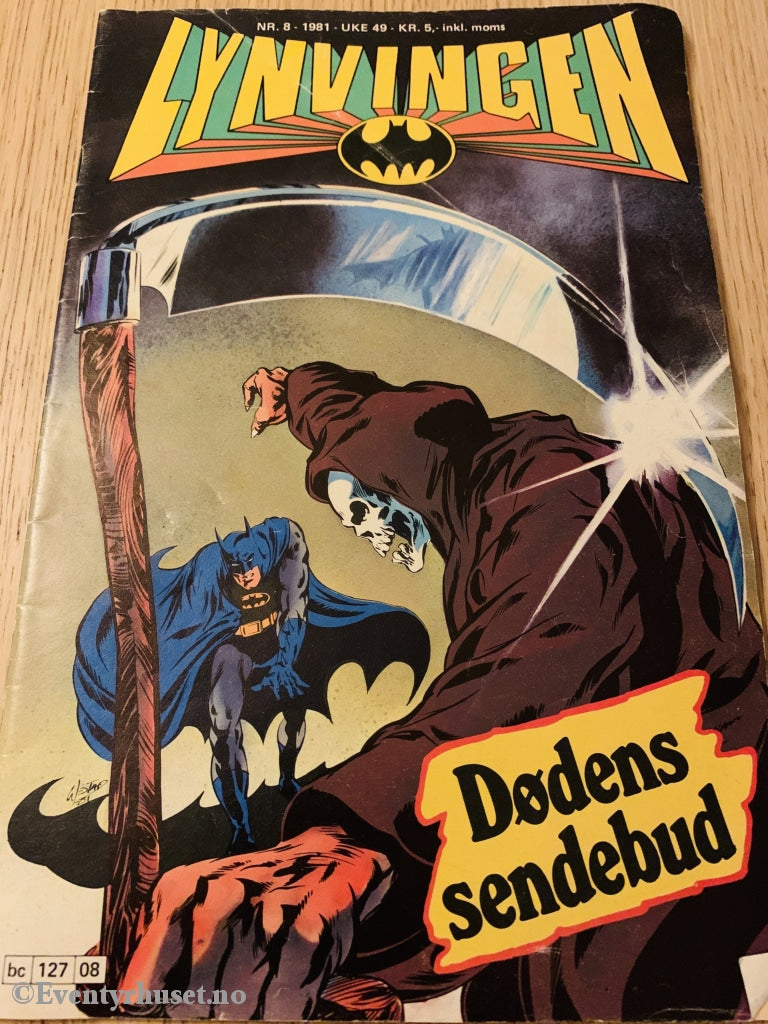 NR. 8 - 1981 - UKE 49 - KR. 5,- inkl. moms
LYNVINGEN
Dødens
sendebud
bc 127 08
©Eventyrhuset.no